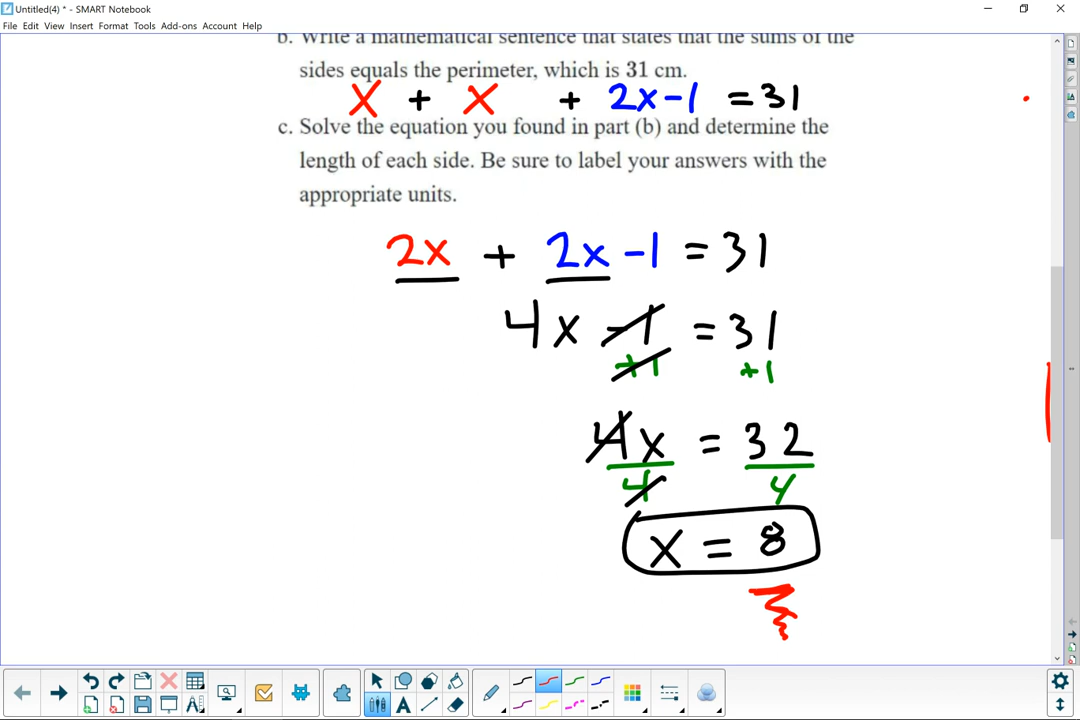 Untitled(4) * - SMART Notebook
File Edit View Insert Format Tools Add-ons Account Help
b. Write a mathematical sentence that states that the sums of the
sides equals the perimeter, which is 31 cm.
x + x + 2x-1 = 31
c. Solve the equation you found in part (b) and determine the
length of each side. Be sure to label your answers with the
appropriate units.
2x + 2x -1 = 31
4x -1 = 31
+1 +1
4x = 32
4 4
x = 8